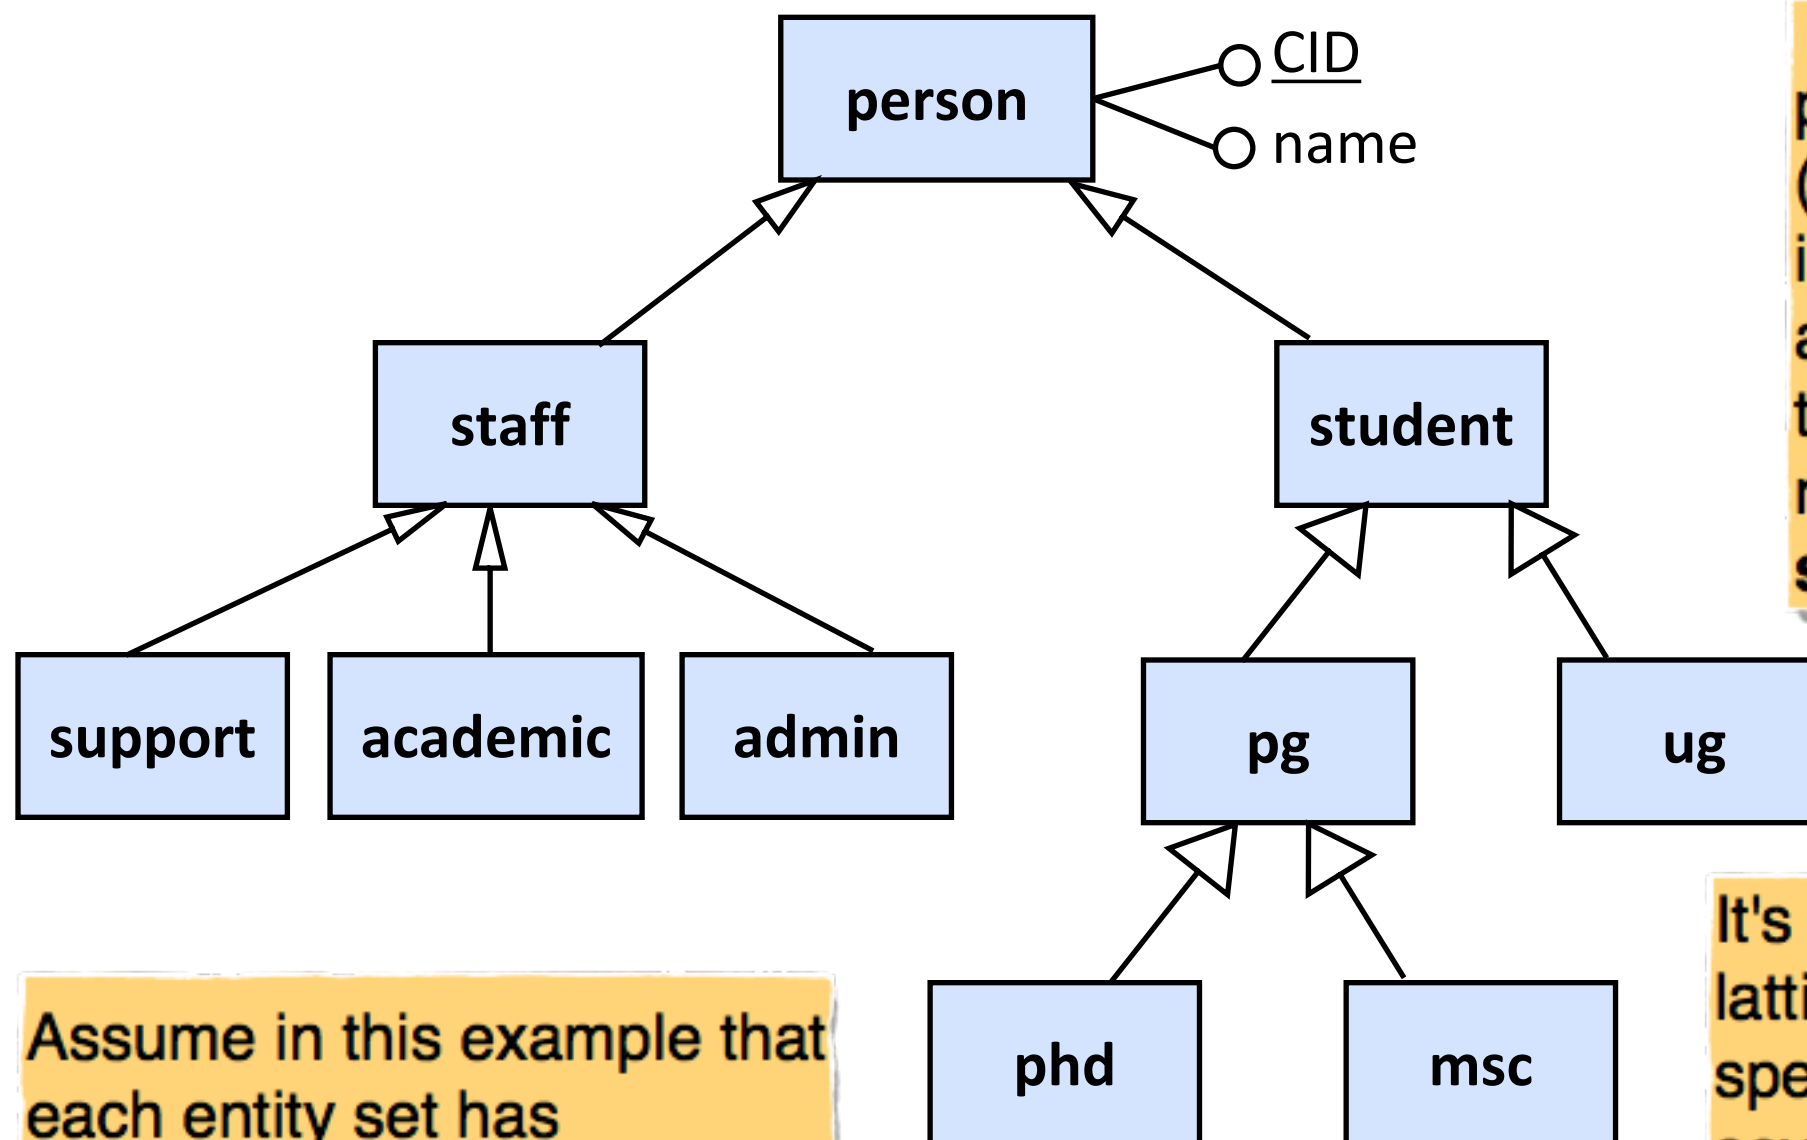 person
CID
name
staff
student
support
academic
admin
pg
ug
phd
msc
Assume in this example that
each entity set has
It's